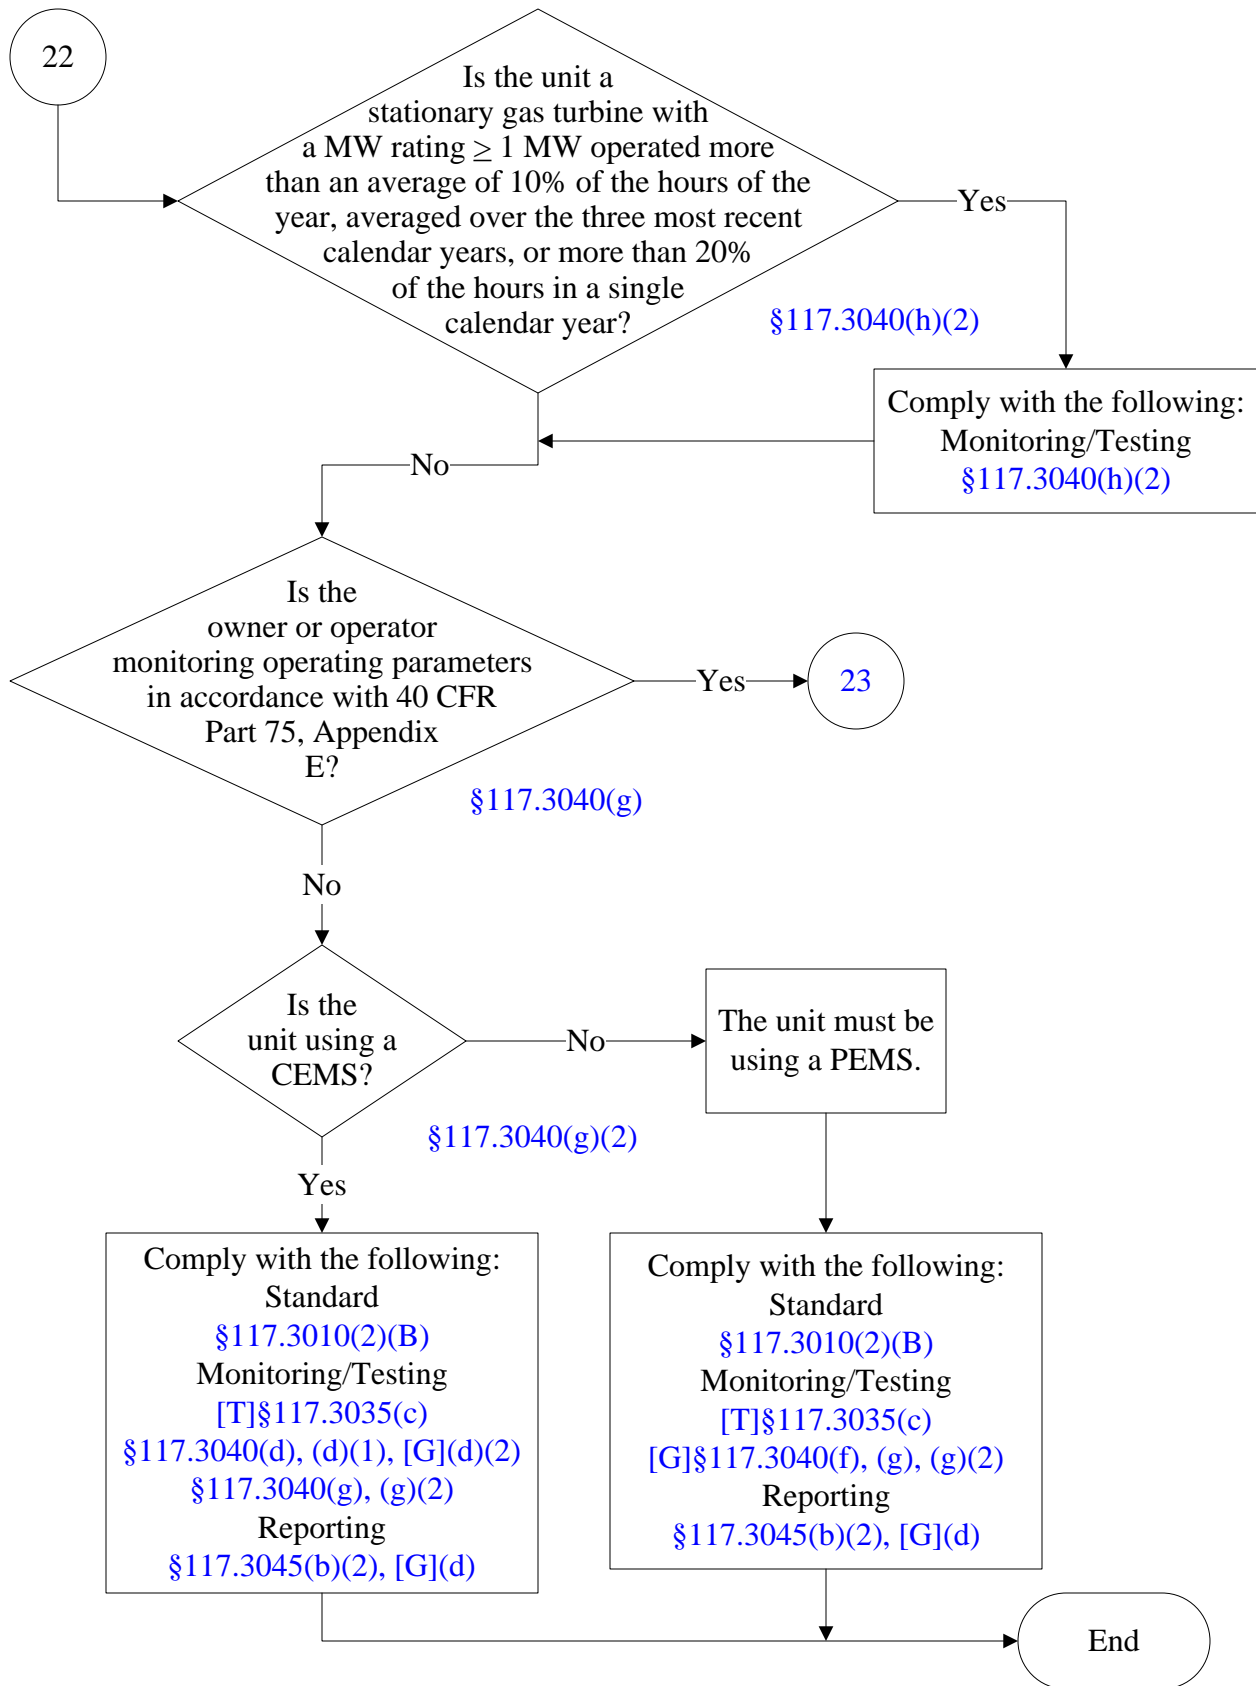 22
Is the unit a
stationary gas turbine with
a MW rating ≥ 1 MW operated more
than an average of 10% of the hours of the
year, averaged over the three most recent
calendar years, or more than 20%
of the hours in a single
calendar year?
Yes
§117.3040(h)(2)
Comply with the following:
Monitoring/Testing
§117.3040(h)(2)
No
Is the
owner or operator
monitoring operating parameters
in accordance with 40 CFR
Part 75, Appendix
E?
Yes
23
§117.3040(g)
No
Is the
unit using a
CEMS?
No
The unit must be
using a PEMS.
§117.3040(g)(2)
Yes
Comply with the following:
Standard
§117.3010(2)(B)
Monitoring/Testing
[T]§117.3035(c)
§117.3040(d), (d)(1), [G](d)(2)
§117.3040(g), (g)(2)
Reporting
§117.3045(b)(2), [G](d)
Comply with the following:
Standard
§117.3010(2)(B)
Monitoring/Testing
[T]§117.3035(c)
[G]§117.3040(f), (g), (g)(2)
Reporting
§117.3045(b)(2), [G](d)
End